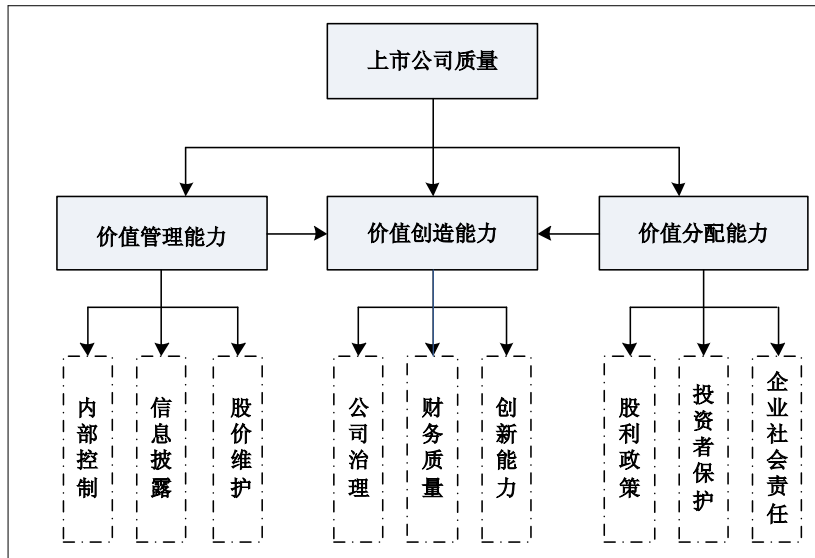 上市公司质量
价值管理能力
价值创造能力
价值分配能力
内部控制
信息披露
股价维护
公司治理
财务质量
创新能力
股利政策
投资者保护
企业社会责任